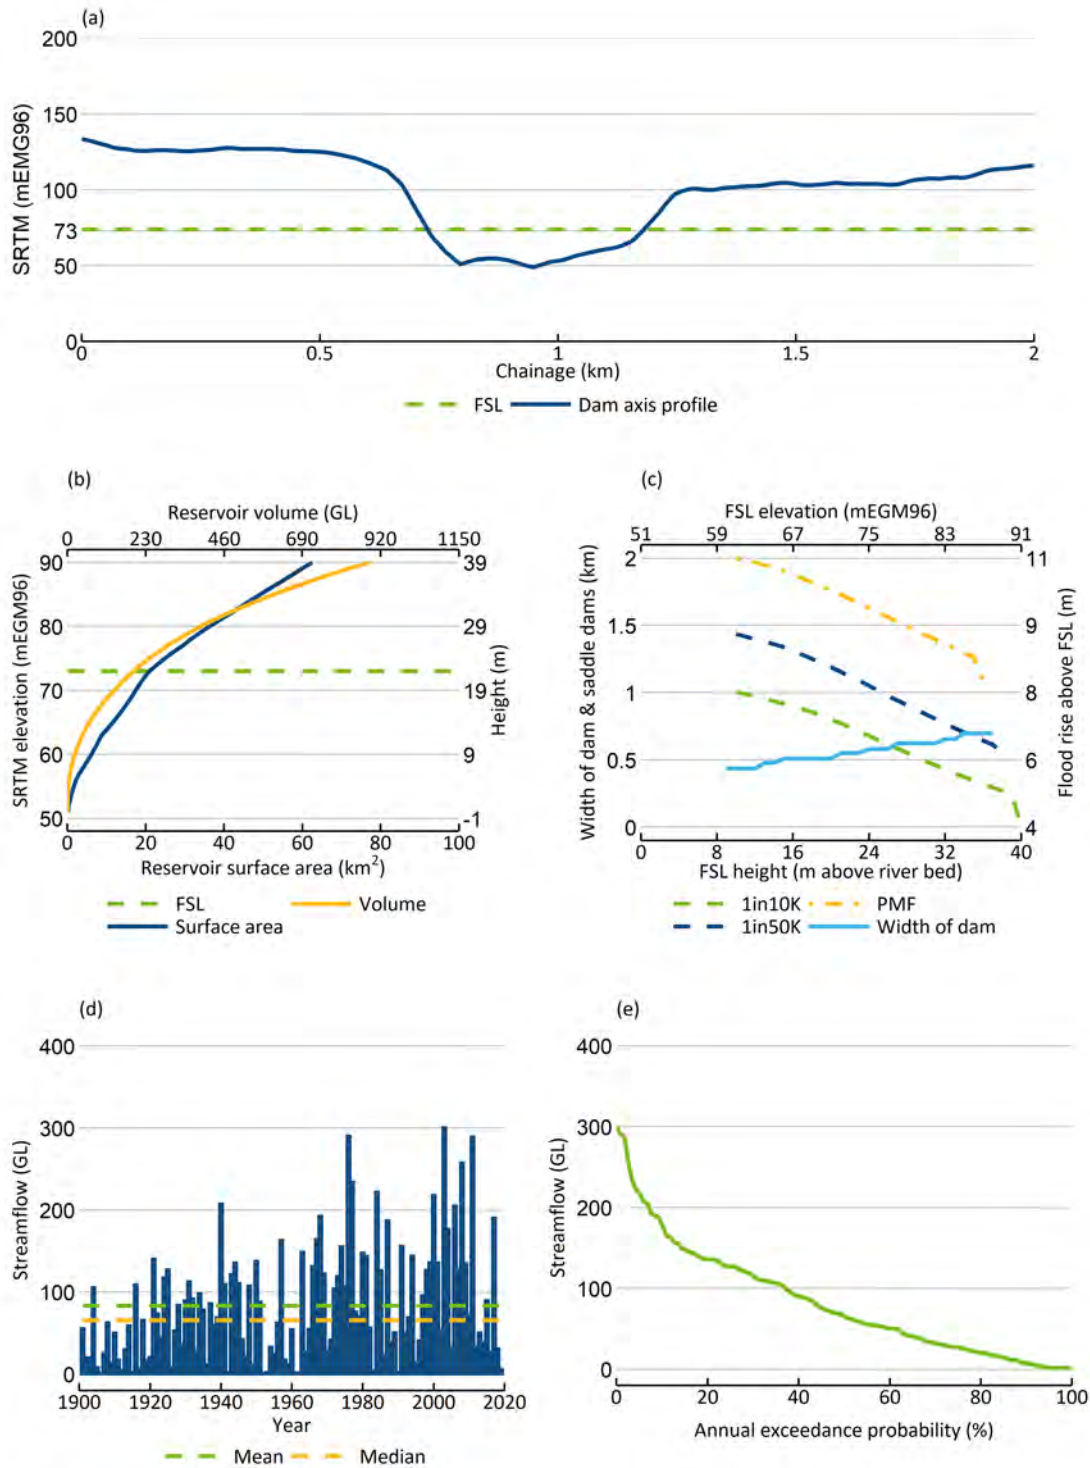 (a)
200
150
100
73
50
0
SRTM (mEMG96)
0 0.5 1 1.5 2
Chainage (km)
FSL Dam axis profile
(b)
Reservoir volume (GL)
0 230 460 690 920 1150
90 39
80 29
70 19
60 9
50 -1
SRTM elevation (mEGM96)
Height (m)
0 20 40 60 80 100
Reservoir surface area (km²)
FSL Volume
Surface area
(c)
FSL elevation (mEGM96)
51 59 67 75 83 91
2 11
1.5 9
1 8
0.5 6
0 4
Width of dam & saddle dams (km)
Flood rise above FSL (m)
0 8 16 24 32 40
FSL height (m above river bed)
1in10K PMF
1in50K Width of dam
(d)
400
300
200
100
0
Streamflow (GL)
1900 1920 1940 1960 1980 2000 2020
Year
Mean Median
(e)
400
300
200
100
0
Streamflow (GL)
0 20 40 60 80 100
Annual exceedance probability (%)